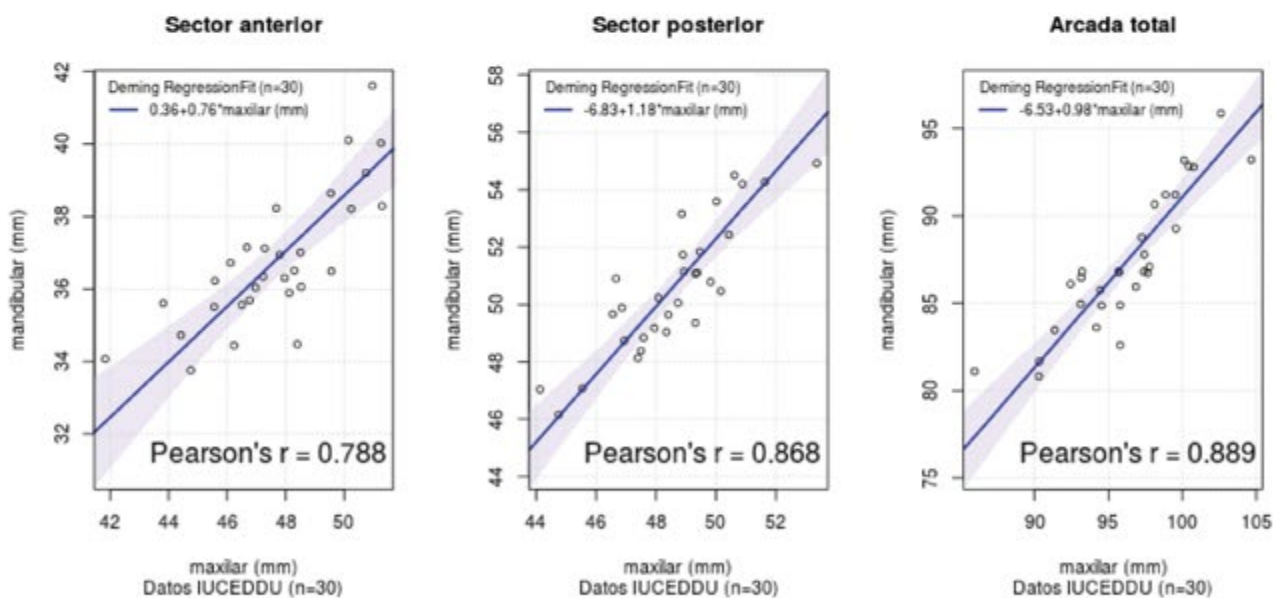 Sector anterior
Deming RegressionFit (n=30)
0.36+0.76*maxilar (mm)
Pearson's r = 0.788
mandibular (mm)
42
40
38
36
34
32
42 44 46 48 50
maxilar (mm)
Datos IUCEDDU (n=30)
Sector posterior
Deming RegressionFit (n=30)
-6.83+1.18*maxilar (mm)
Pearson's r = 0.868
mandibular (mm)
58
56
54
52
50
48
46
44
44 46 48 50 52
maxilar (mm)
Datos IUCEDDU (n=30)
Arcada total
Deming RegressionFit (n=30)
-6.53+0.98*maxilar (mm)
Pearson's r = 0.889
mandibular (mm)
95
90
85
80
75
90 95 100 105
maxilar (mm)
Datos IUCEDDU (n=30)